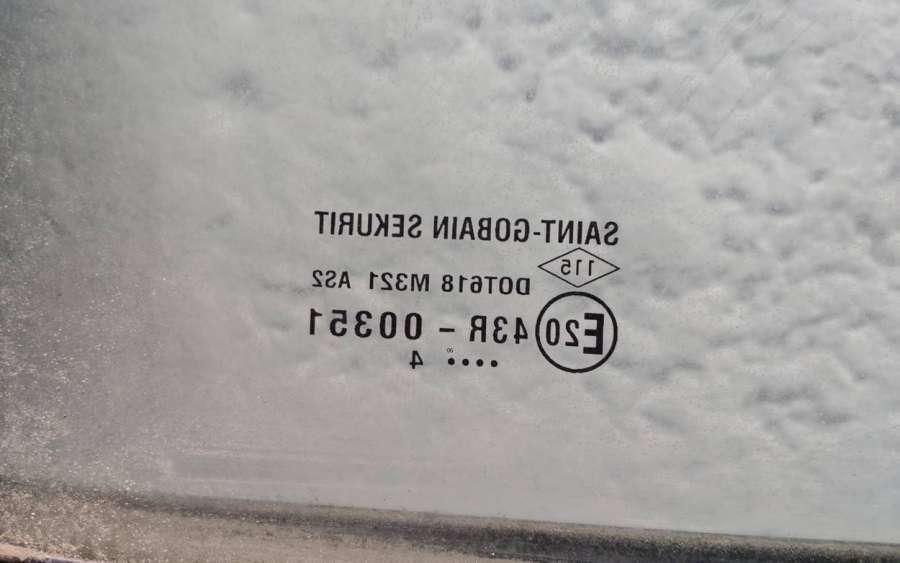 SAINT-GOBAIN SEKURIT
115
DOT618 M321 AS2
E20 43R - 00351
•••• 4